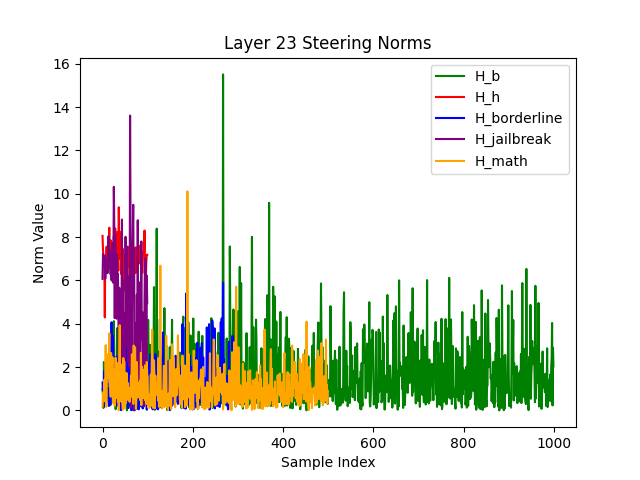 Layer 23 Steering Norms
Norm Value
16
14
12
10
8
6
4
2
0
H_b
H_h
H_borderline
H_jailbreak
H_math
0 200 400 600 800 1000
Sample Index